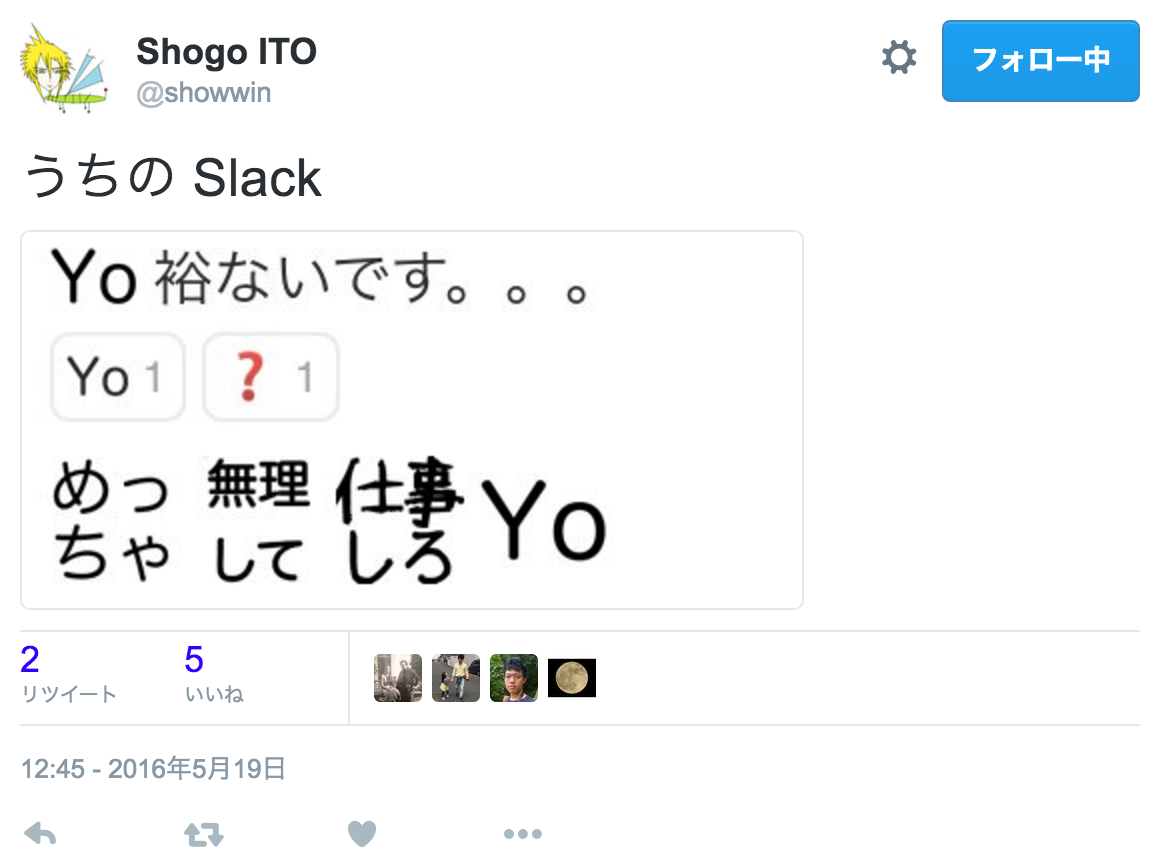 Shogo ITO
@showwin
フォロー中
うちの Slack
Yo 裕ないです。。。
Yo 1 ❓ 1
めっちゃ 無理して 仕事しろ Yo
2 5
リツイート いいね
12:45 - 2016年5月19日